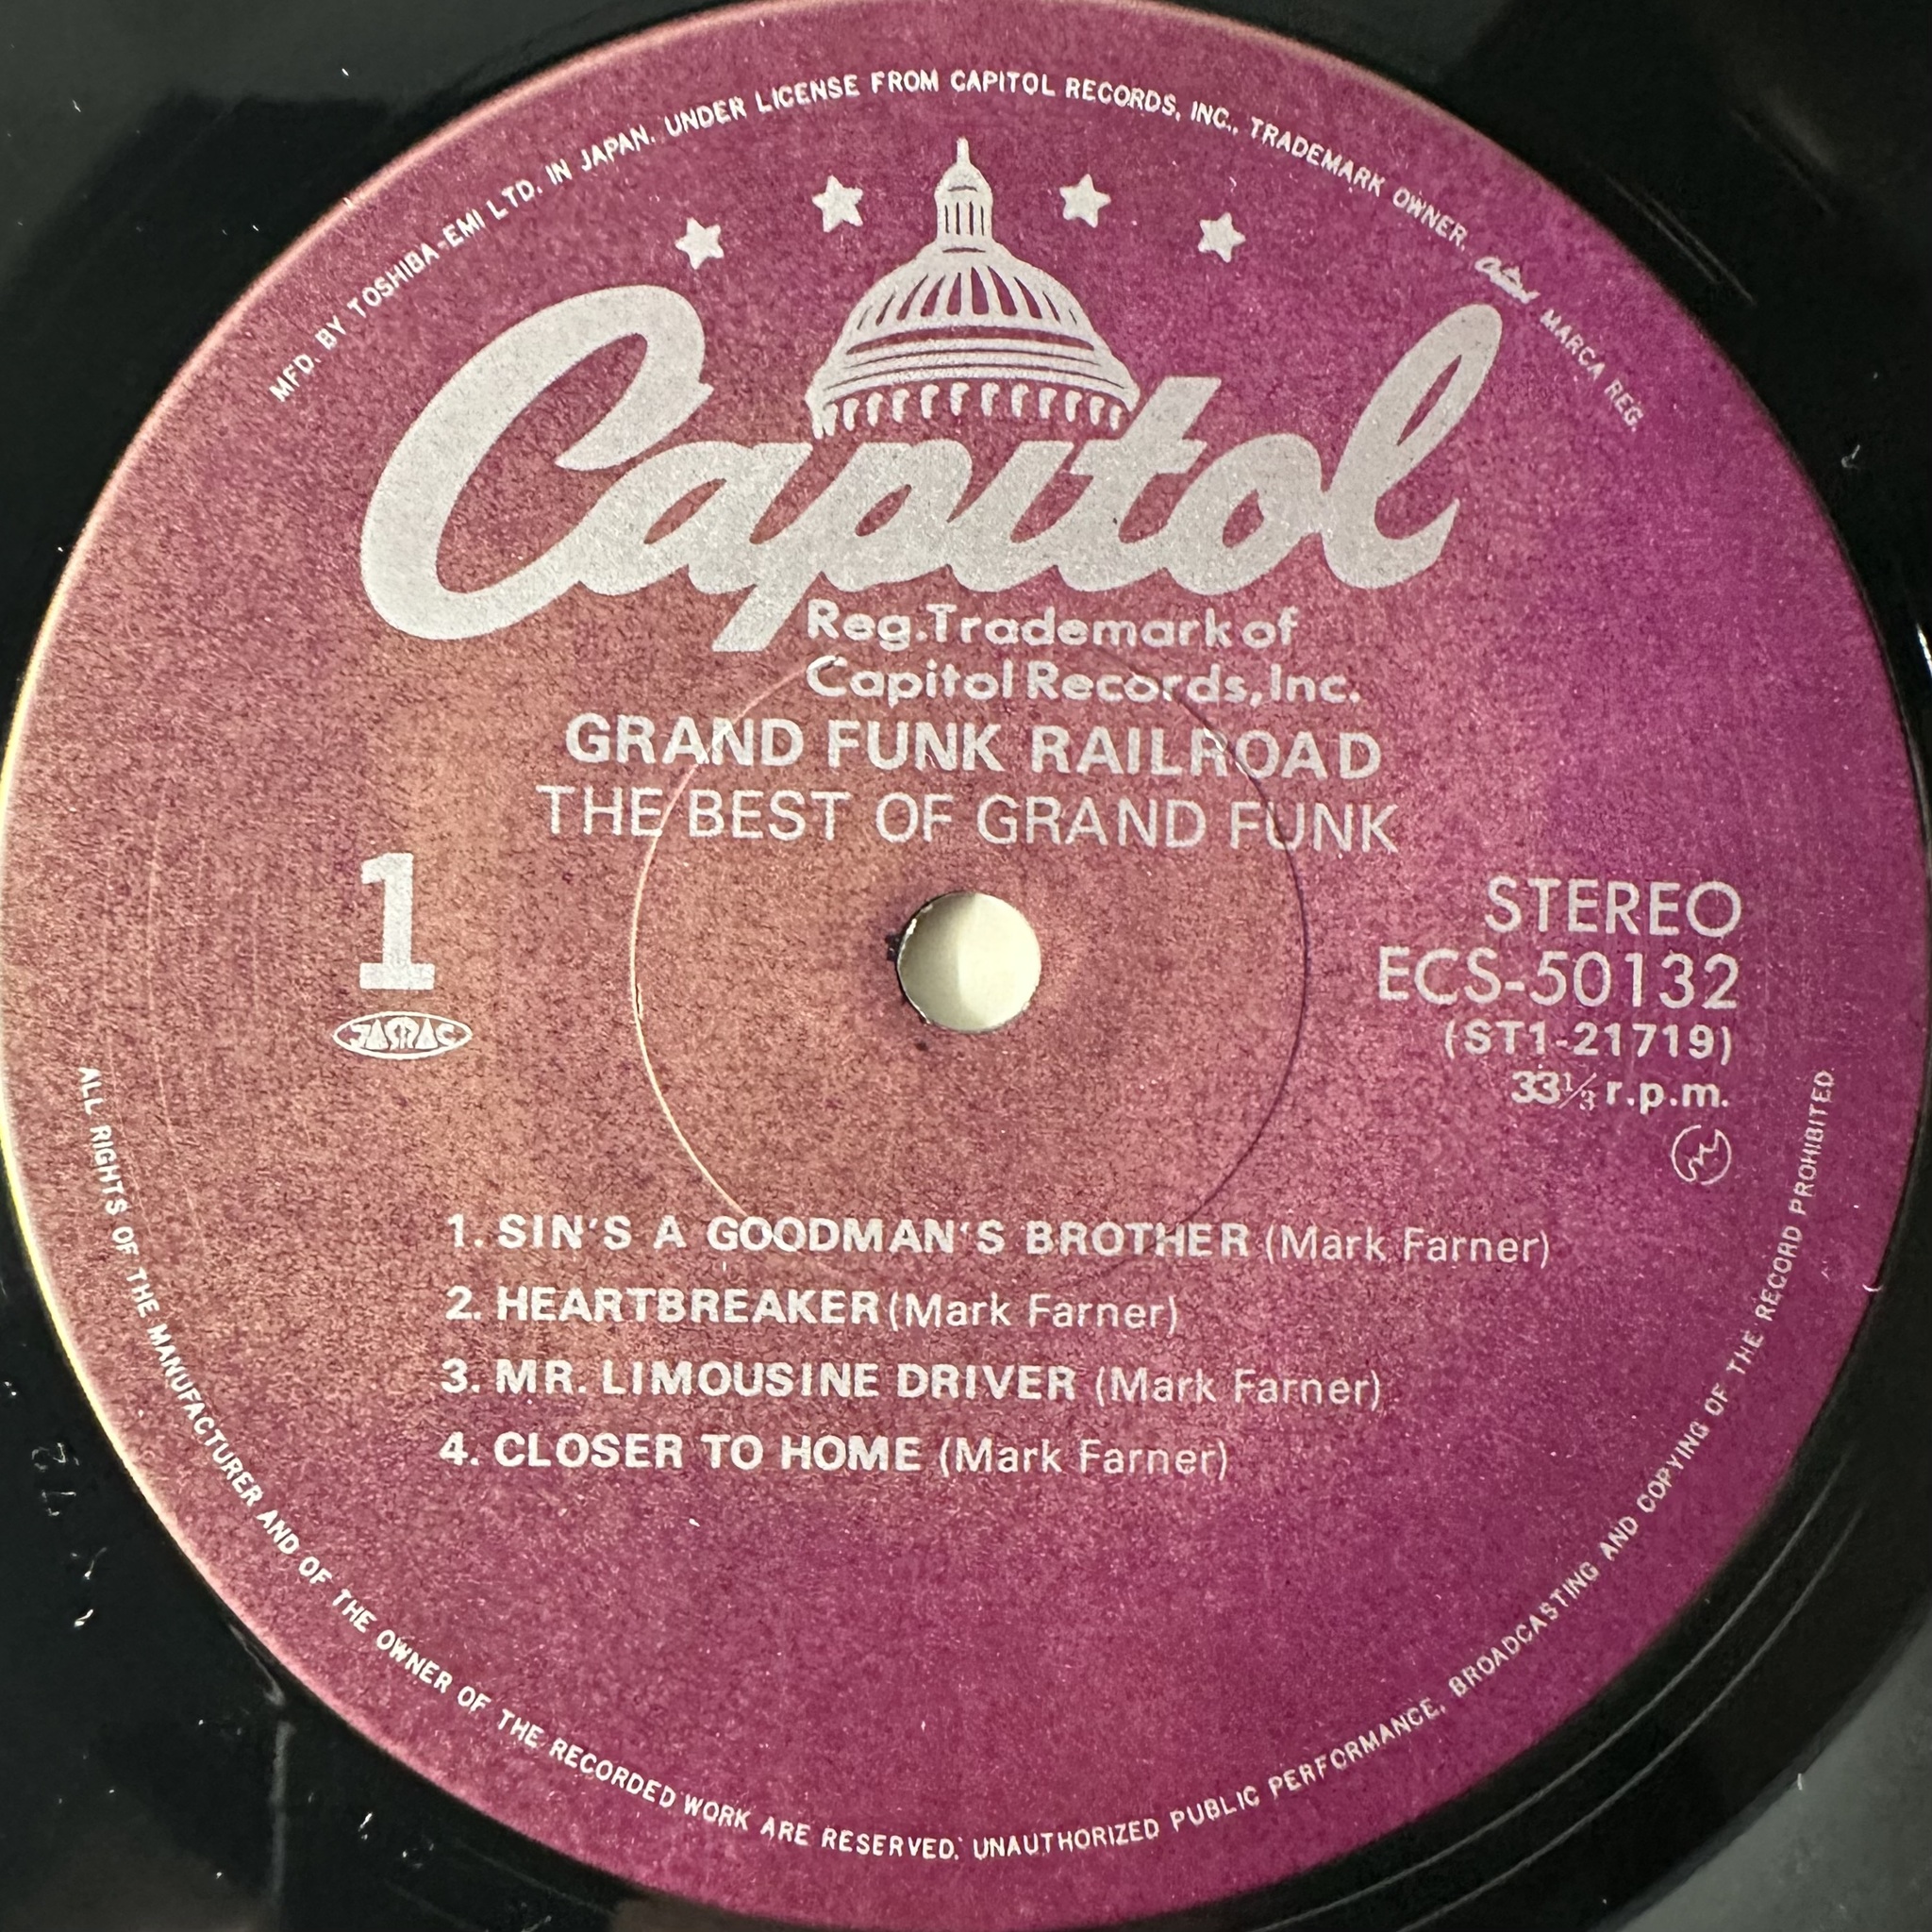 MFD. BY TOSHIBA-EMI LTD. IN JAPAN. UNDER LICENSE FROM CAPITOL RECORDS, INC., TRADEMARK OWNER. Capitol MARCA REG.
Capitol
Reg.Trademark of
Capitol Records,Inc.
GRAND FUNK RAILROAD
THE BEST OF GRAND FUNK
1
JASRAC
STEREO
ECS-50132
(ST1-21719)
33⅓ r.p.m.
1. SIN'S A GOODMAN'S BROTHER (Mark Farner)
2. HEARTBREAKER (Mark Farner)
3. MR. LIMOUSINE DRIVER (Mark Farner)
4. CLOSER TO HOME (Mark Farner)
ALL RIGHTS OF THE MANUFACTURER AND OF THE OWNER OF THE RECORDED WORK ARE RESERVED. UNAUTHORIZED PUBLIC PERFORMANCE, BROADCASTING AND COPYING OF THE RECORD PROHIBITED.